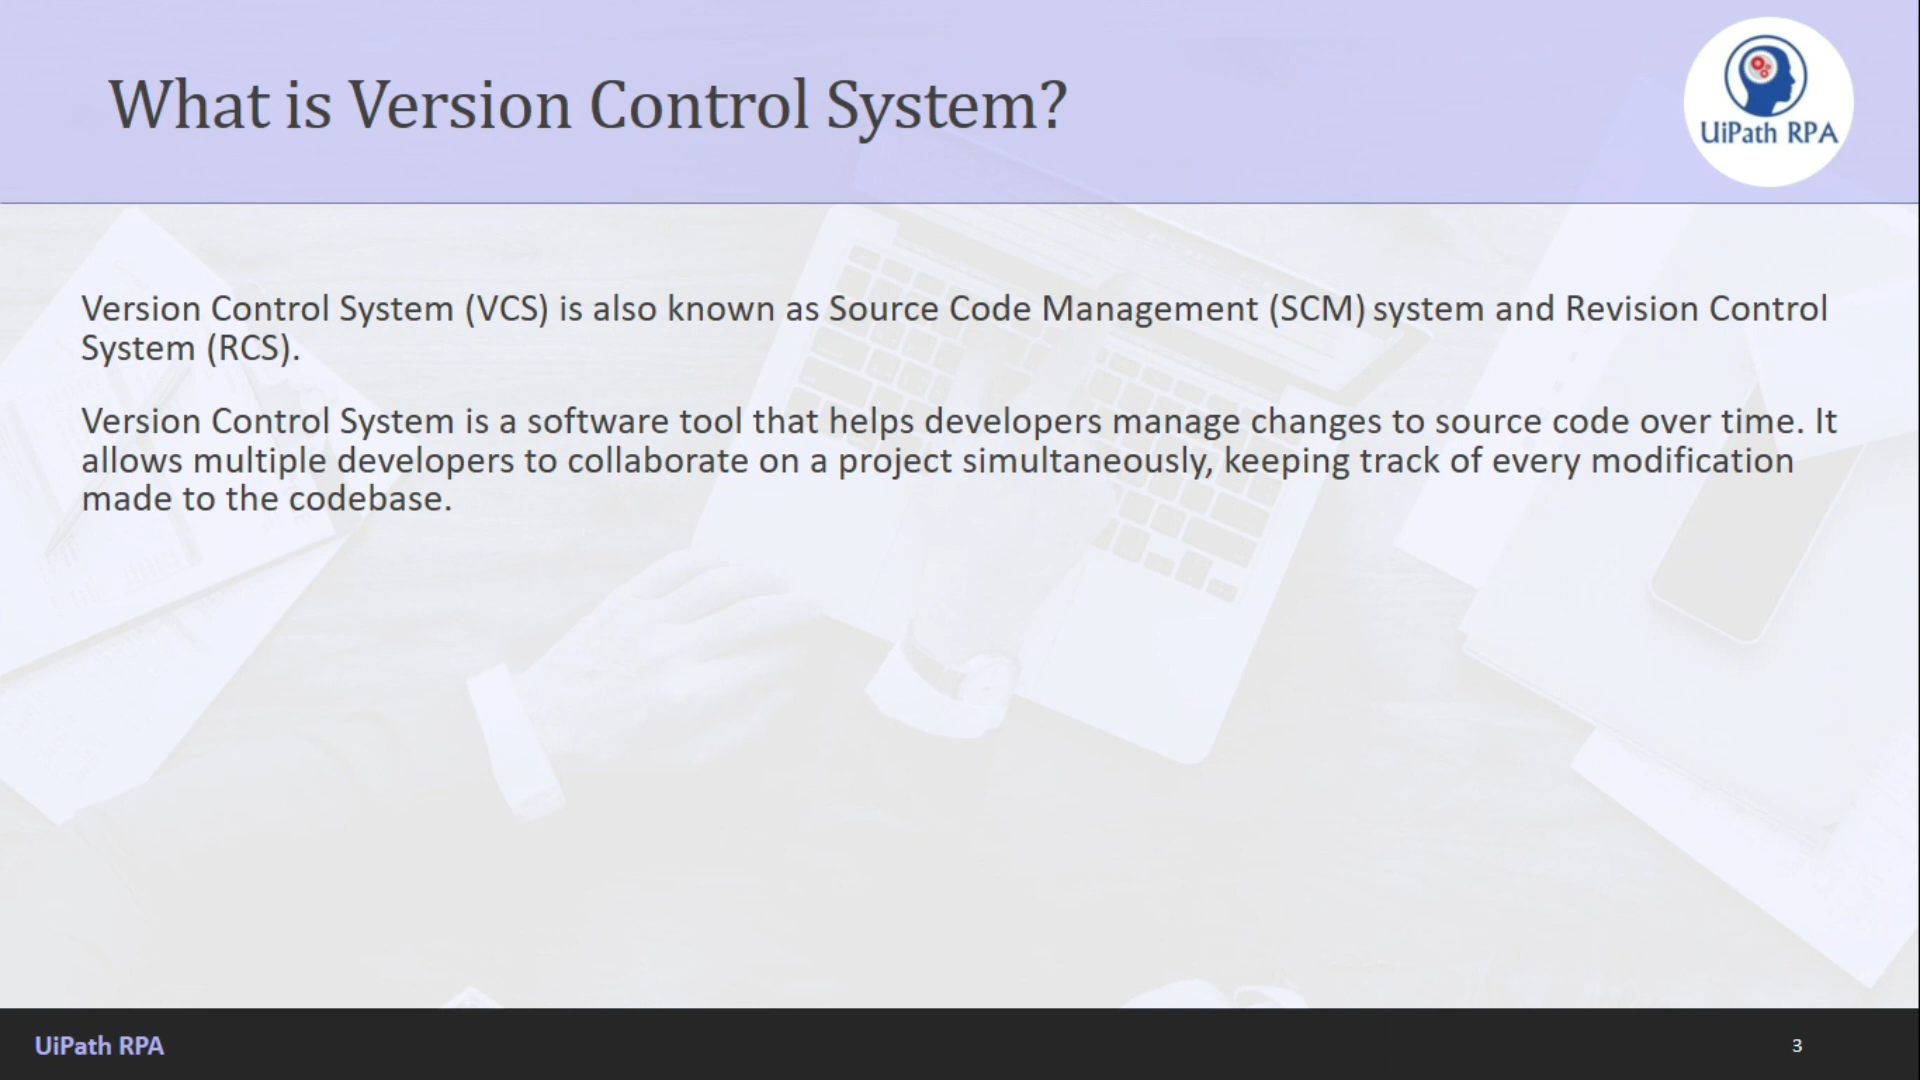 What is Version Control System?
UiPath RPA
Version Control System (VCS) is also known as Source Code Management (SCM) system and Revision Control
System (RCS).
Version Control System is a software tool that helps developers manage changes to source code over time. It
allows multiple developers to collaborate on a project simultaneously, keeping track of every modification
made to the codebase.
UiPath RPA
3